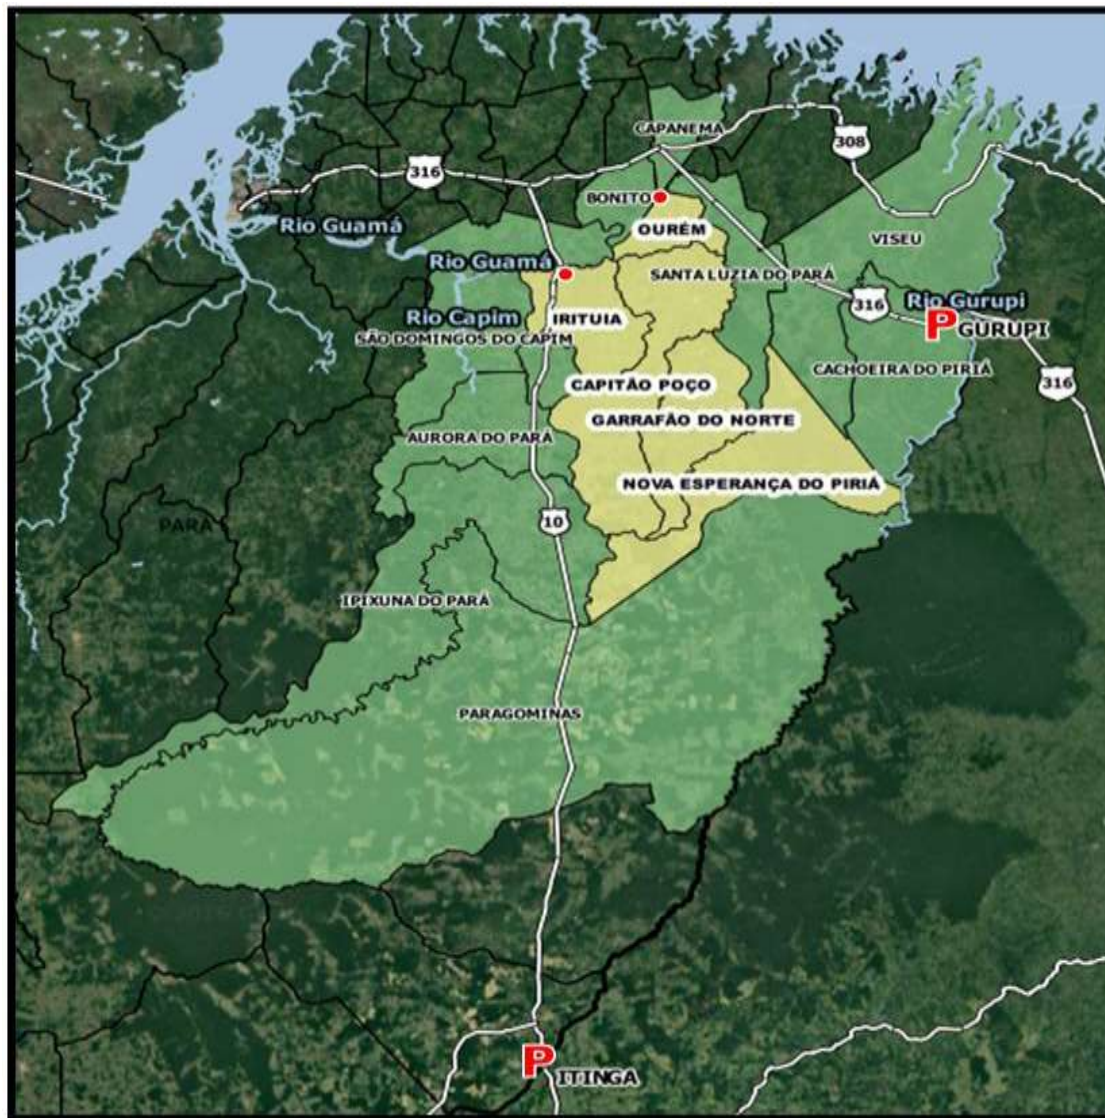 CAPANEMA
308
316
BONITO
Rio Guamá
OURÉM
VISEU
Rio Guamá
SANTA LUZIA DO PARÁ
316
Rio Gurupi
Rio Capim
IRITUIA
P GURUPI
SÃO DOMINGOS DO CAPIM
CACHOEIRA DO PIRIÁ
316
CAPITÃO POÇO
GARRAFÃO DO NORTE
AURORA DO PARÁ
NOVA ESPERANÇA DO PIRIÁ
10
PARÁ
IPIXUNA DO PARÁ
PARAGOMINAS
P ITINGA